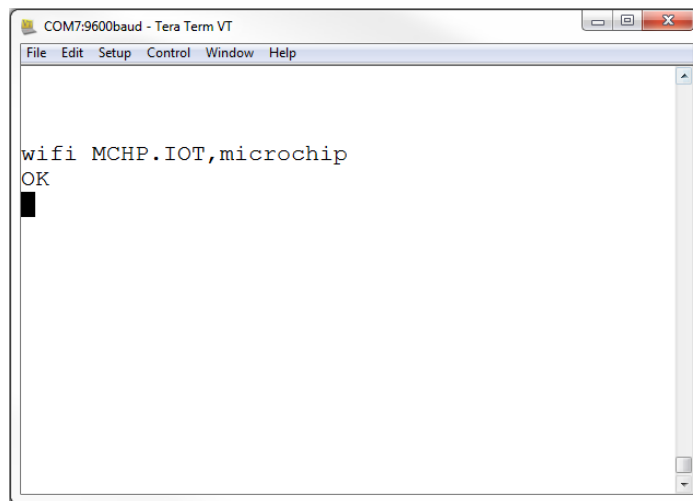 COM7:9600baud - Tera Term VT
File Edit Setup Control Window Help
wifi MCHP.IOT,microchip
OK